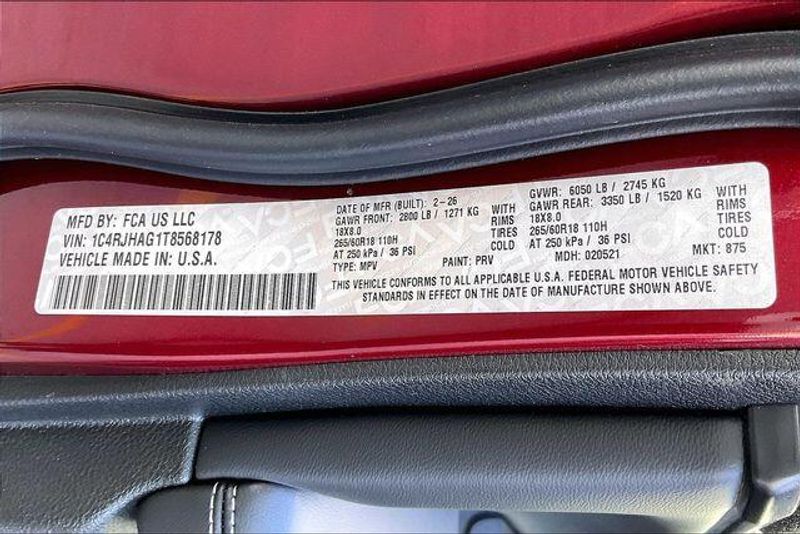 MFD BY: FCA US LLC
VIN: 1C4RJHAG1T8568178
VEHICLE MADE IN: U.S.A.
DATE OF MFR (BUILT): 2-26
GAWR FRONT: 2800 LB / 1271 KG WITH
18X8.0 RIMS
265/60R18 110H TIRES
AT 250 kPa / 36 PSI COLD
GVWR: 6050 LB / 2745 KG
GAWR REAR: 3350 LB / 1520 KG WITH
18X8.0 RIMS
265/60R18 110H TIRES
AT 250 kPa / 36 PSI COLD
TYPE: MPV PAINT: PRV MDH: 020521 MKT: 875
THIS VEHICLE CONFORMS TO ALL APPLICABLE U.S.A. FEDERAL MOTOR VEHICLE SAFETY
STANDARDS IN EFFECT ON THE DATE OF MANUFACTURE SHOWN ABOVE.